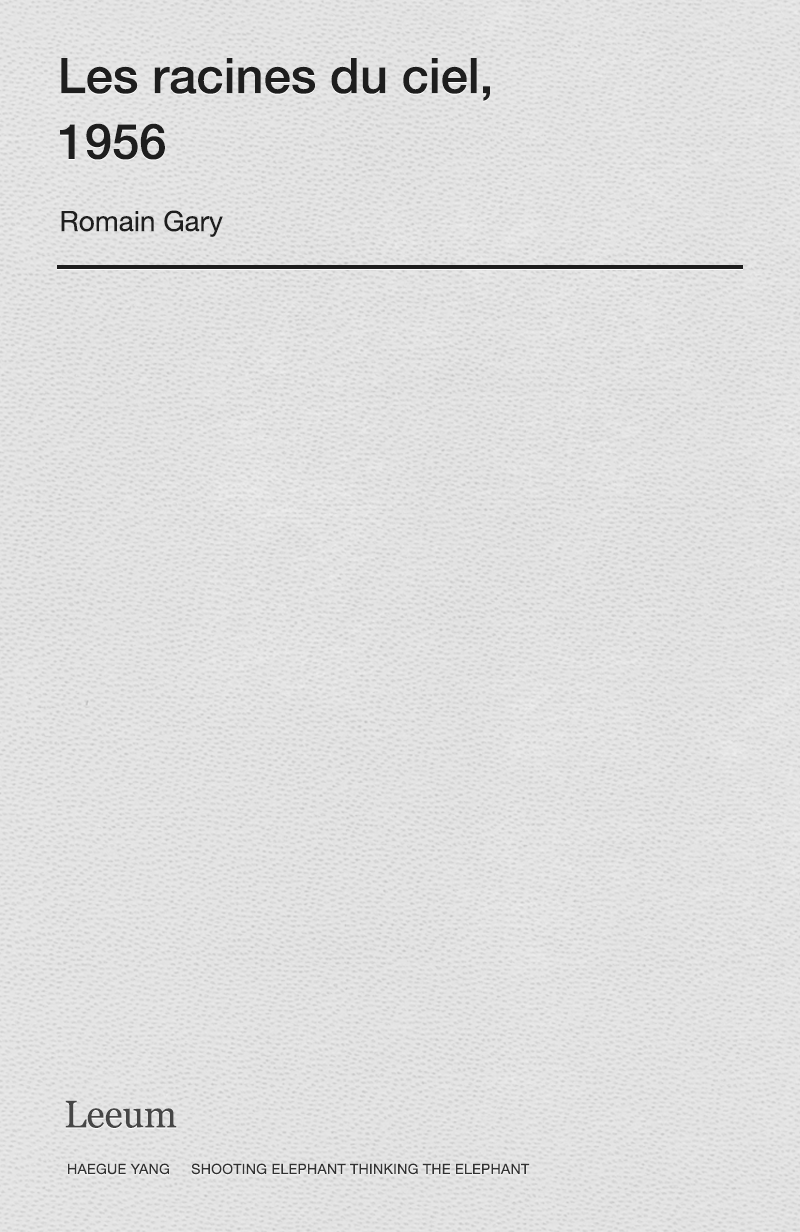 Les racines du ciel,
1956
Romain Gary
Leeum
HAEGUE YANG SHOOTING ELEPHANT THINKING THE ELEPHANT